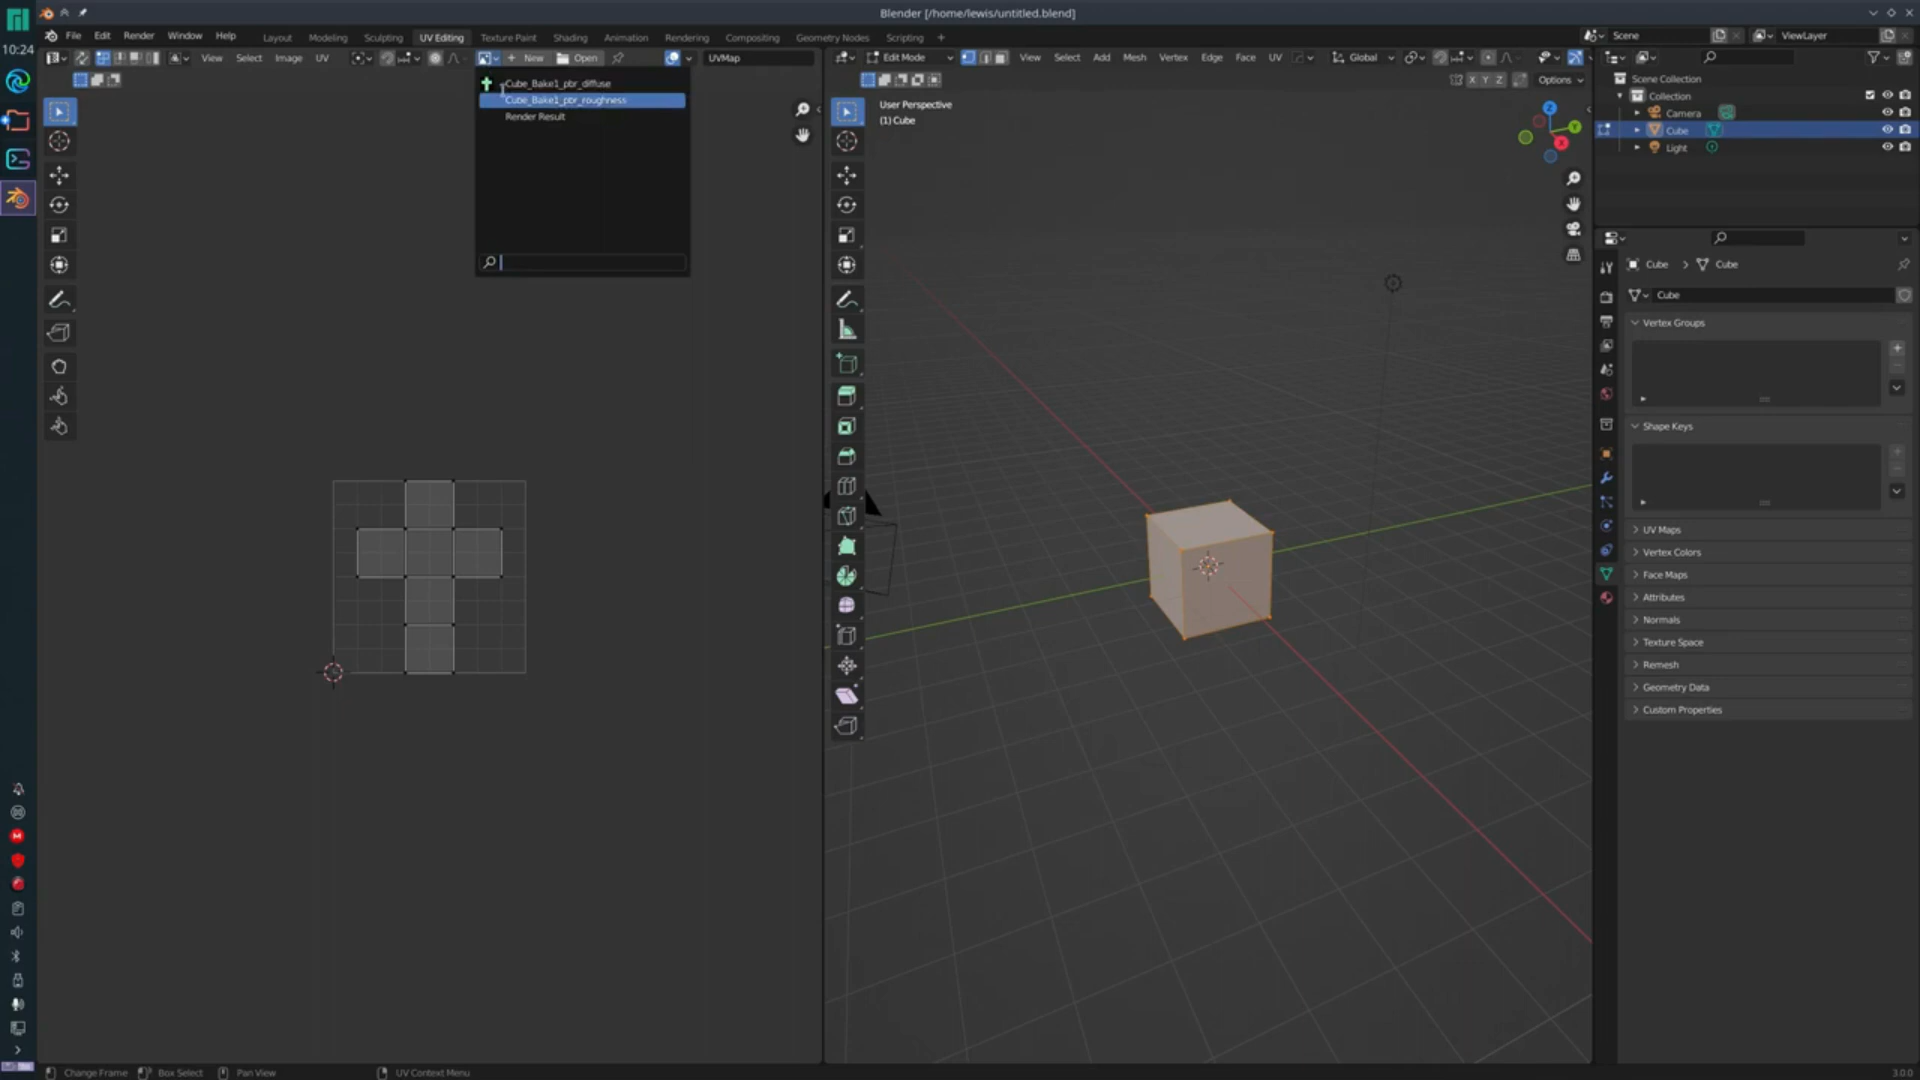 Blender [/home/lewis/untitled.blend]
10:24
File Edit Render Window Help Layout Modeling Sculpting UV Editing Texture Paint Shading Animation Rendering Compositing Geometry Nodes Scripting + Scene ViewLayer
View Select Image UV New Open UVMap
Edit Mode View Select Add Mesh Vertex Edge Face UV Global
X Y Z Options
Cube_Bake1_pbr_diffuse
Cube_Bake1_pbr_roughness
Render Result
User Perspective
(1) Cube
Z
Y
X
Scene Collection
Collection
Camera
Cube
Light
Cube > Cube
Cube
Vertex Groups
Shape Keys
UV Maps
Vertex Colors
Face Maps
Attributes
Normals
Texture Space
Remesh
Geometry Data
Custom Properties
Change Frame Box Select Pan View UV Context Menu 3.0.0